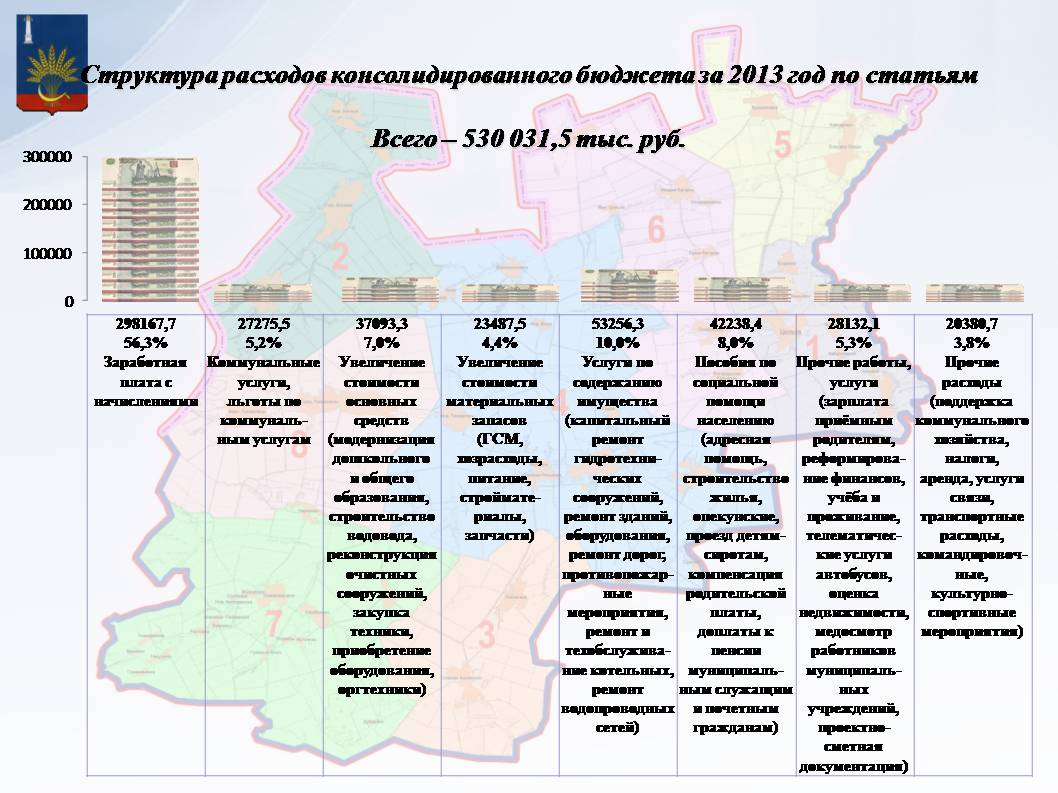 Структура расходов консолидированного бюджета за 2013 год по статьям
Всего – 530 031,5 тыс. руб.
300000
200000
100000
0
298167,7
56,3%
Заработная
плата с
начислениями
27275,5
5,2%
Коммунальные
услуги,
льготы по
коммуналь-
ным услугам
37093,3
7,0%
Увеличение
стоимости
основных
средств
(модернизация
дошкольного
и общего
образования,
строительство
водовода,
реконструкция
очистных
сооружений,
закупка
техники,
приобретение
оборудования,
оргтехники)
23487,5
4,4%
Увеличение
стоимости
материальных
запасов
(ГСМ,
хозрасходы,
питание,
строймате-
риалы,
запчасти)
53256,3
10,0%
Услуги по
содержанию
имущества
(капитальный
ремонт
гидротехни-
ческих
сооружений,
ремонт зданий,
оборудования,
ремонт дорог,
противопожар-
ные
мероприятия,
ремонт и
техобслужива-
ние котельных,
ремонт
водопроводных
сетей)
42238,4
8,0%
Пособия по
социальной
помощи
населению
(адресная
помощь,
строительство
жилья,
опекунские,
проезд детям-
сиротам,
компенсация
родительской
платы,
доплаты к
пенсии
муниципаль-
ным служащим
и почетным
гражданам)
28132,1
5,3%
Прочие работы,
услуги
(зарплата
приёмным
родителям,
реформирова-
ние финансов,
учёба и
проживание,
телематичес-
кие услуги
автобусов,
оценка
недвижимости,
медосмотр
работников
муниципаль-
ных
учреждений,
проектно-
сметная
документация)
20380,7
3,8%
Прочие
расходы
(поддержка
коммунального
хозяйства,
налоги,
аренда, услуги
связи,
транспортные
расходы,
командировоч-
ные,
культурно-
спортивные
мероприятия)
5
6
2
1
4
8
7
3